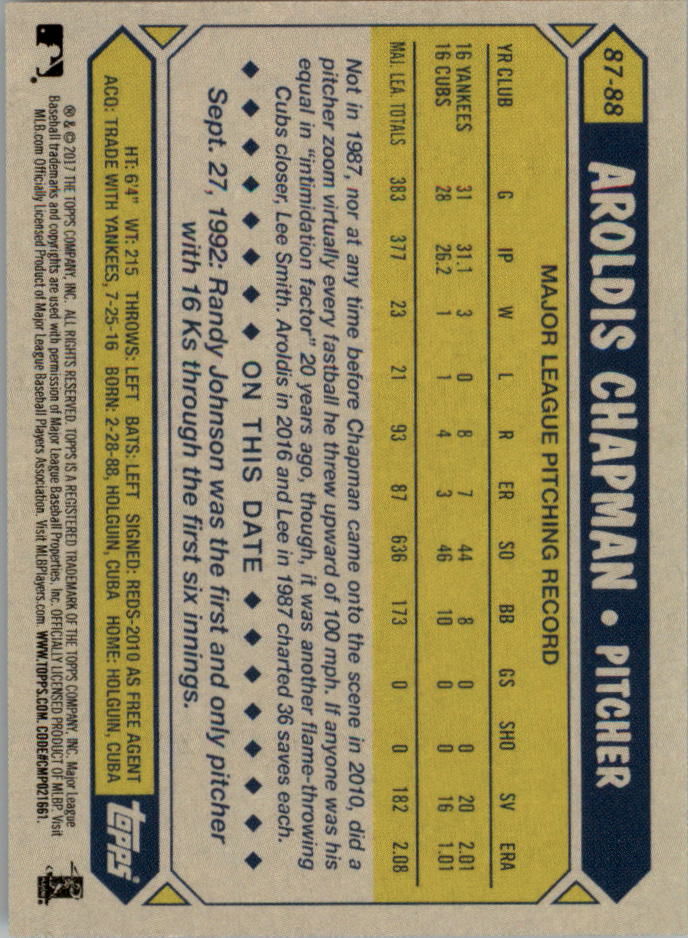 87-88
AROLDIS CHAPMAN • PITCHER
MAJOR LEAGUE PITCHING RECORD
YR CLUB G IP W L R ER SO BB GS SHO SV ERA
16 YANKEES 31 31.1 3 0 8 7 44 8 0 0 20 2.01
16 CUBS 28 26.2 1 1 4 3 46 10 0 0 16 1.01
MAJ. LEA. TOTALS 383 377 23 21 93 87 636 173 0 0 182 2.08
Not in 1987, nor at any time before Chapman came onto the scene in 2010, did a
pitcher zoom virtually every fastball he threw upward of 100 mph. If anyone was his
equal in "intimidation factor" 20 years ago, though, it was another flame-throwing
Cubs closer, Lee Smith. Aroldis in 2016 and Lee in 1987 charted 36 saves each.
◆ ◆ ◆ ◆ ◆ ◆ ◆ ◆ ON THIS DATE ◆ ◆ ◆ ◆ ◆ ◆ ◆ ◆
Sept. 27, 1992: Randy Johnson was the first and only pitcher
with 16 Ks through the first six innings.
HT: 6'4" WT: 215 THROWS: LEFT BATS: LEFT SIGNED: REDS-2010 AS FREE AGENT
ACQ: TRADE WITH YANKEES, 7-25-16 BORN: 2-28-88, HOLGUIN, CUBA HOME: HOLGUIN, CUBA
Topps
® & © 2017 THE TOPPS COMPANY, INC. ALL RIGHTS RESERVED. TOPPS IS A REGISTERED TRADEMARK OF THE TOPPS COMPANY, INC. Major League
Baseball trademarks and copyrights are used with permission of Major League Baseball Properties, Inc. OFFICIALLY LICENSED PRODUCT OF MLBP. Visit
MLB.com Officially Licensed Product of Major League Baseball Players Association. Visit MLBPlayers.com WWW.TOPPS.COM. CODE#CMP021661.